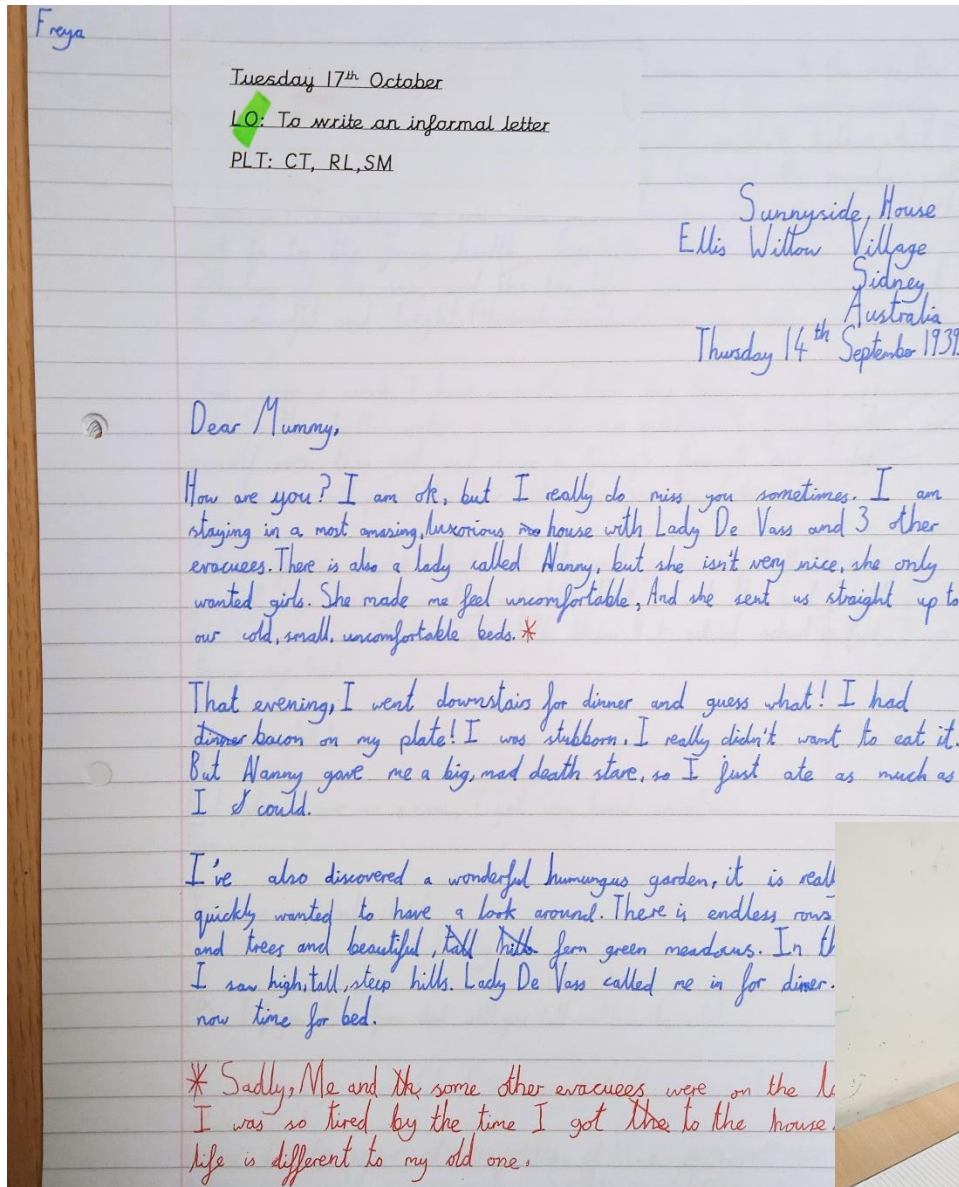 Freya
Tuesday 17th October
LO: To write an informal letter
PLT: CT, RL,SM
Sunnyside, House
Ellis Willow Village
Sidney
Australia
Thursday 14th September 1939.
Dear Mummy,
How are you? I am ok, but I really do miss you sometimes. I am
staying in a most amasing, luxorious house with Lady De Vass and 3 other
evacuees. There is also a lady called Nanny, but she isn't very nice, she only
wanted girls. She made me feel uncomfortable, And she sent us straight up to
our cold, small, uncomfortable beds. *
That evening, I went downstairs for dinner and guess what! I had
dinner bacon on my plate! I was stubborn. I really didn't want to eat it.
But Nanny gave me a big, mad death stare, so I just ate as much as
I could.
I've also discovered a wonderful humungus garden, it is reall
quickly wanted to have a look around. There is endless rows
and trees and beautiful, tall hills fern green meadows. In th
I saw high, tall, steep hills. Lady De Vass called me in for dinner.
now time for bed.
* Sadly, Me and some other evacuees were on the
I was so tired by the time I got to the house.
life is different to my old one.